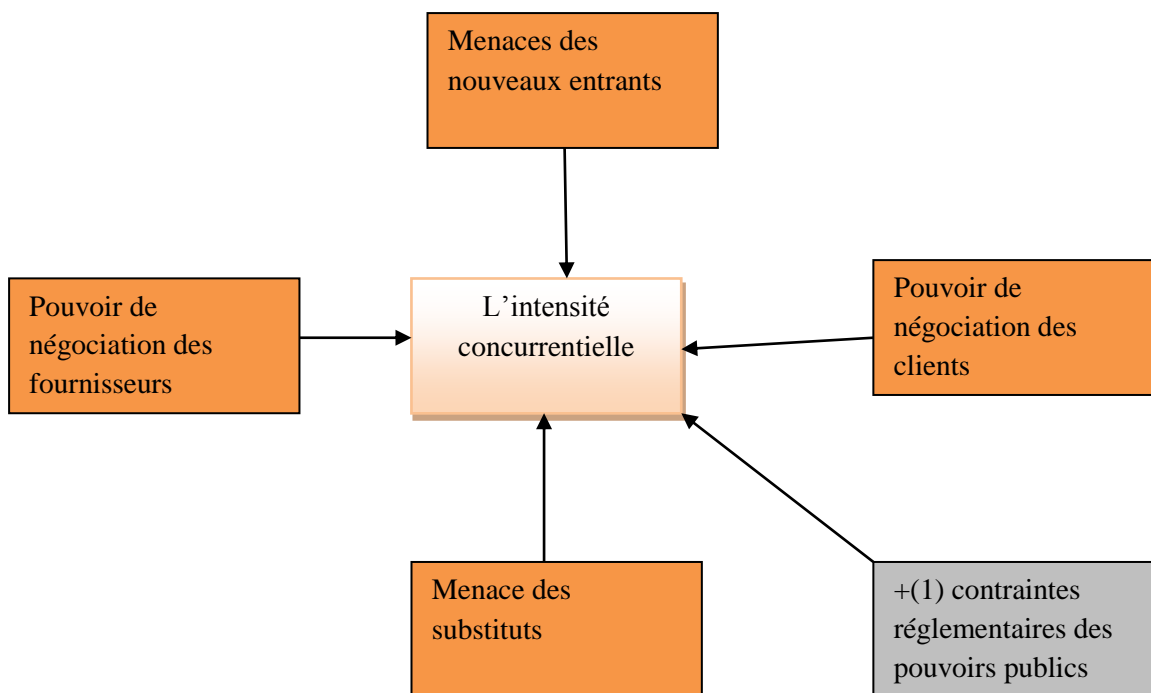 Menaces des
nouveaux entrants
Pouvoir de
négociation des
fournisseurs
L’intensité
concurrentielle
Pouvoir de
négociation des
clients
Menace des
substituts
+(1) contraintes
réglementaires des
pouvoirs publics